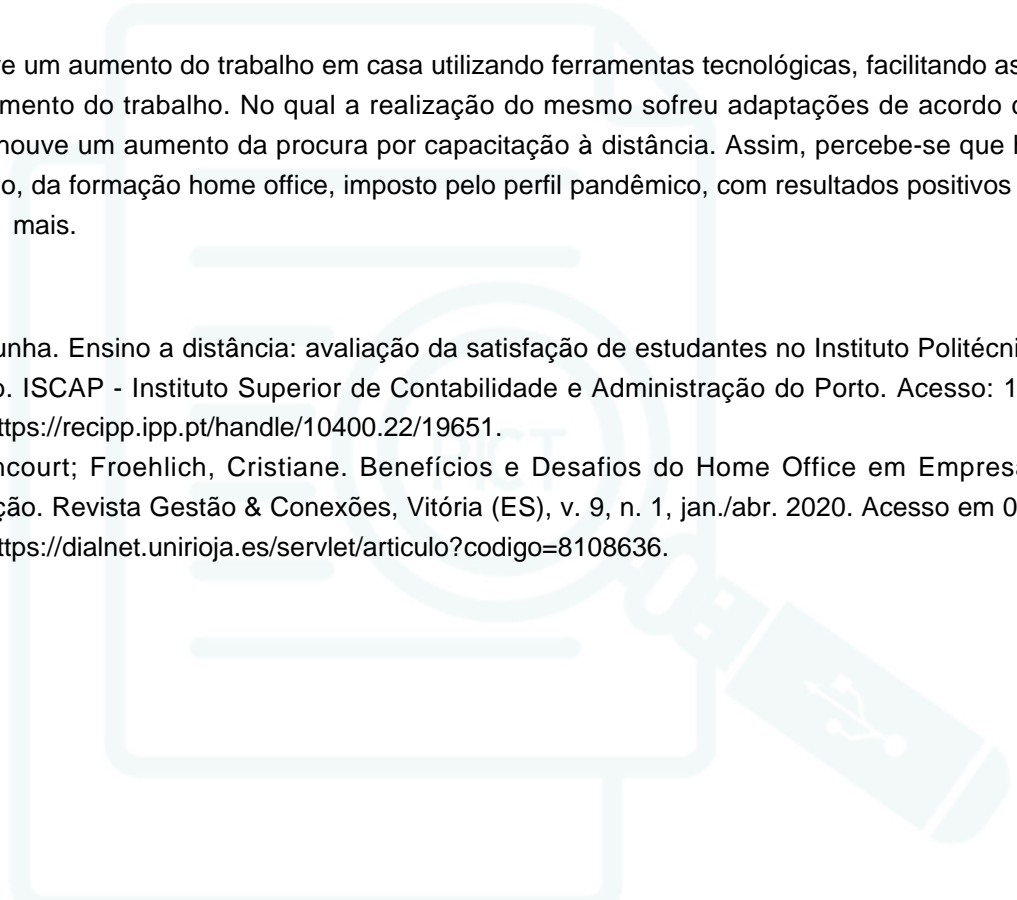 e um aumento do trabalho em casa utilizando ferramentas tecnológicas, facilitando as
mento do trabalho. No qual a realização do mesmo sofreu adaptações de acordo
houve um aumento da procura por capacitação à distância. Assim, percebe-se que
o, da formação home office, imposto pelo perfil pandêmico, com resultados positivos
mais.
unha. Ensino a distância: avaliação da satisfação de estudantes no Instituto Politécni
o. ISCAP - Instituto Superior de Contabilidade e Administração do Porto. Acesso: 1
ttps://recipp.ipp.pt/handle/10400.22/19651.
PICT
ncourt; Froehlich, Cristiane. Benefícios e Desafios do Home Office em Empresa
ção. Revista Gestão & Conexões, Vitória (ES), v. 9, n. 1, jan./abr. 2020. Acesso em 0
ttps://dialnet.unirioja.es/servlet/articulo?codigo=8108636.